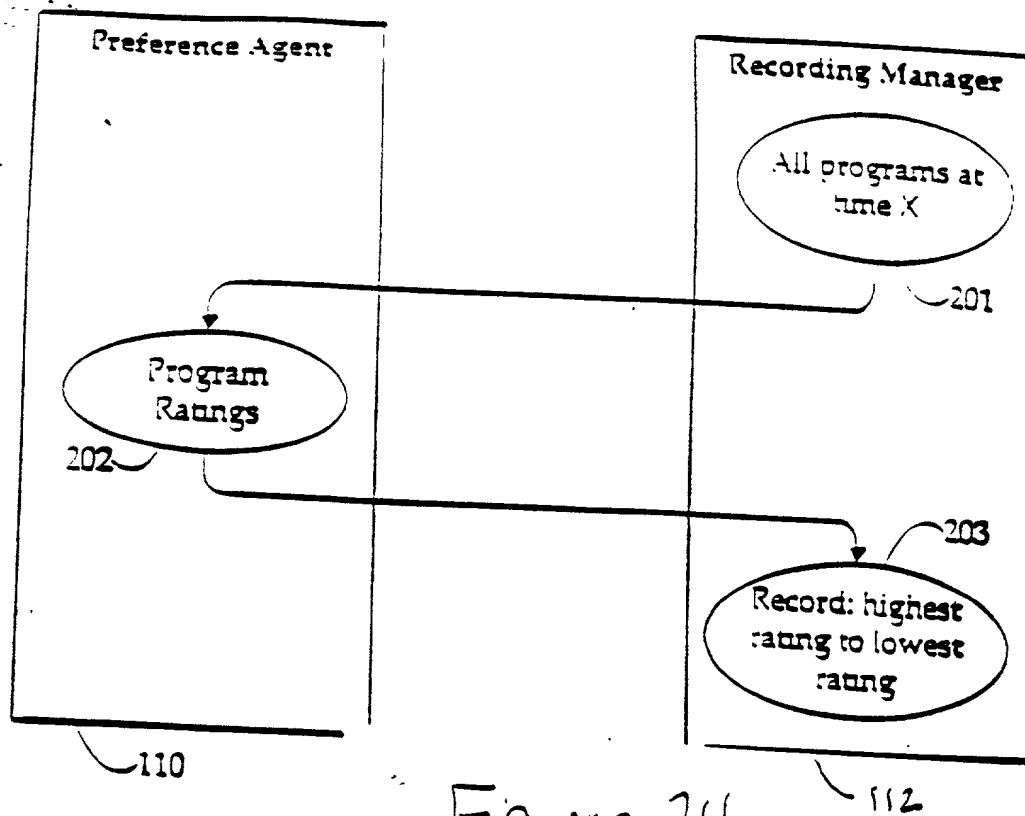 Preference Agent
Recording Manager
All programs at
time X
201
Program
Ratings
202
203
Record: highest
rating to lowest
rating
110
112